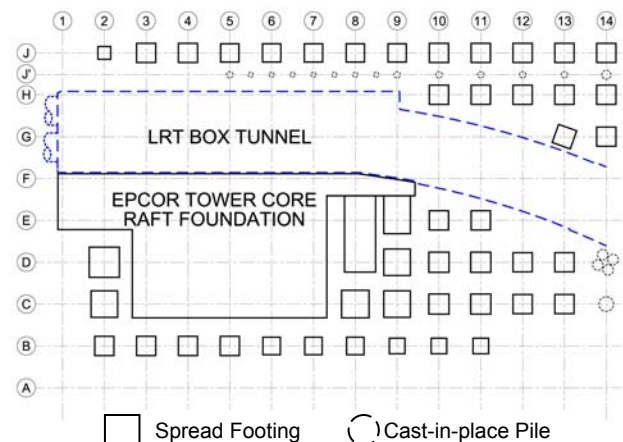 1 2 3 4 5 6 7 8 9 10 11 12 13 14
J
J'
H
G
LRT BOX TUNNEL
F
EPCOR TOWER CORE
RAFT FOUNDATION
E
D
C
B
A
Spread Footing Cast-in-place Pile